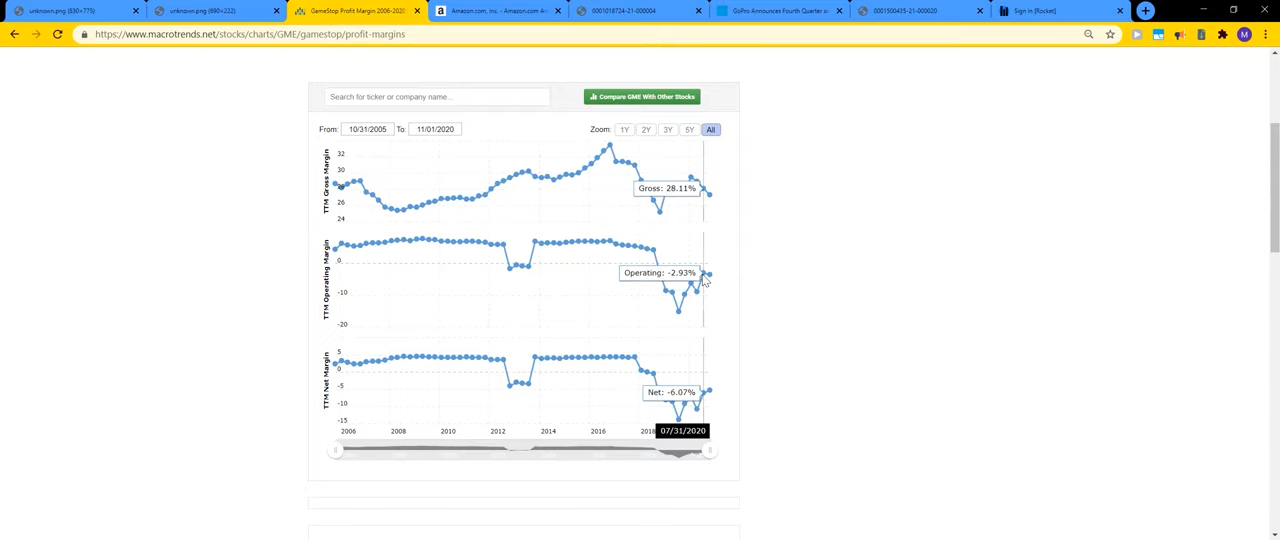 unknown.png (830×775)
unknown.png (690×222)
GameStop Profit Margin 2006-2020
Amazon.com, Inc. - Amazon.com An
0001018724-21-000004
GoPro Announces Fourth Quarter a
0001500435-21-000020
Sign In [Rocket]
https://www.macrotrends.net/stocks/charts/GME/gamestop/profit-margins
M
Search for ticker or company name...
Compare GME With Other Stocks
From: 10/31/2005 To: 11/01/2020
Zoom: 1Y 2Y 3Y 5Y All
TTM Gross Margin
32
30
28
26
24
Gross: 28.11%
TTM Operating Margin
0
-10
-20
Operating: -2.93%
TTM Net Margin
5
0
-5
-10
-15
Net: -6.07%
2006 2008 2010 2012 2014 2016 2018
07/31/2020